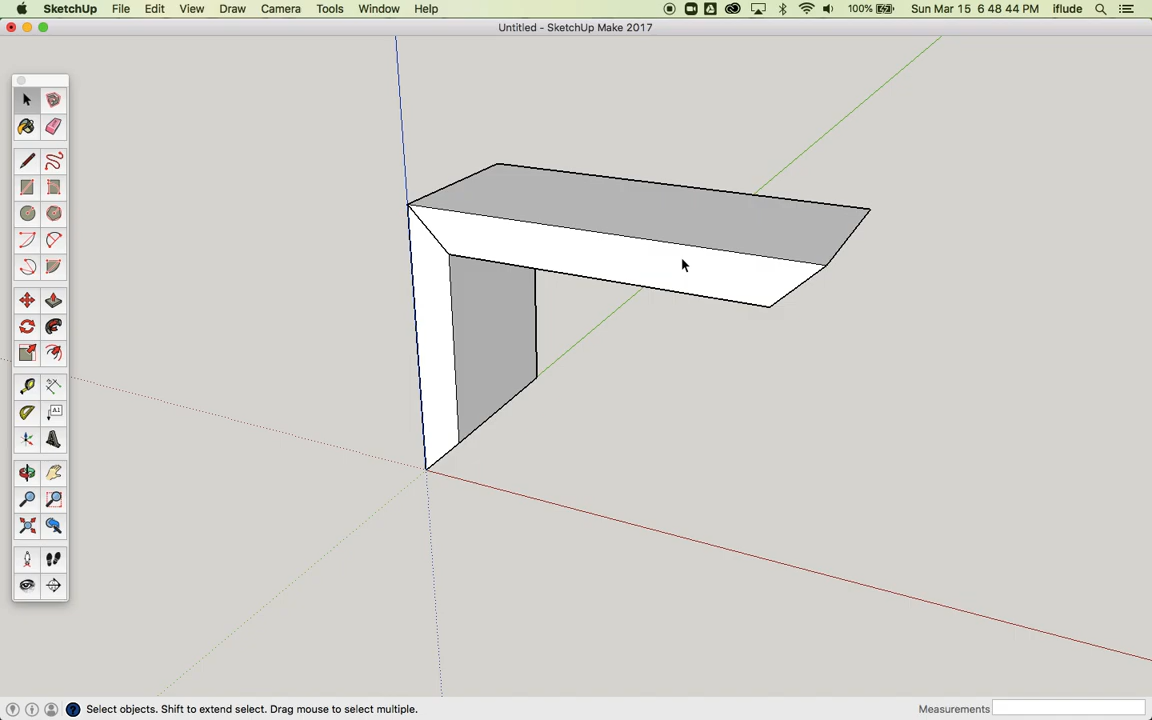 SketchUp File Edit View Draw Camera Tools Window Help 100% Sun Mar 15 6 48 44 PM iflude
Untitled - SketchUp Make 2017
A1
Select objects. Shift to extend select. Drag mouse to select multiple. Measurements